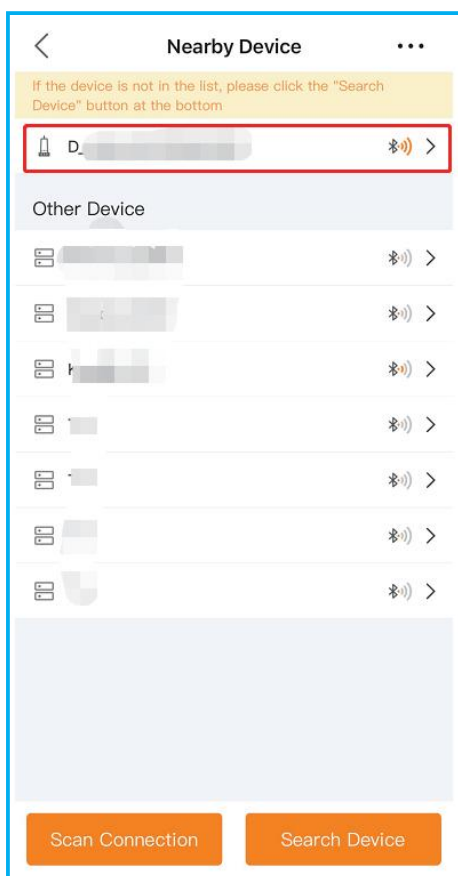 Nearby Device
If the device is not in the list, please click the "Search
Device" button at the bottom
D_
Other Device
Scan Connection
Search Device